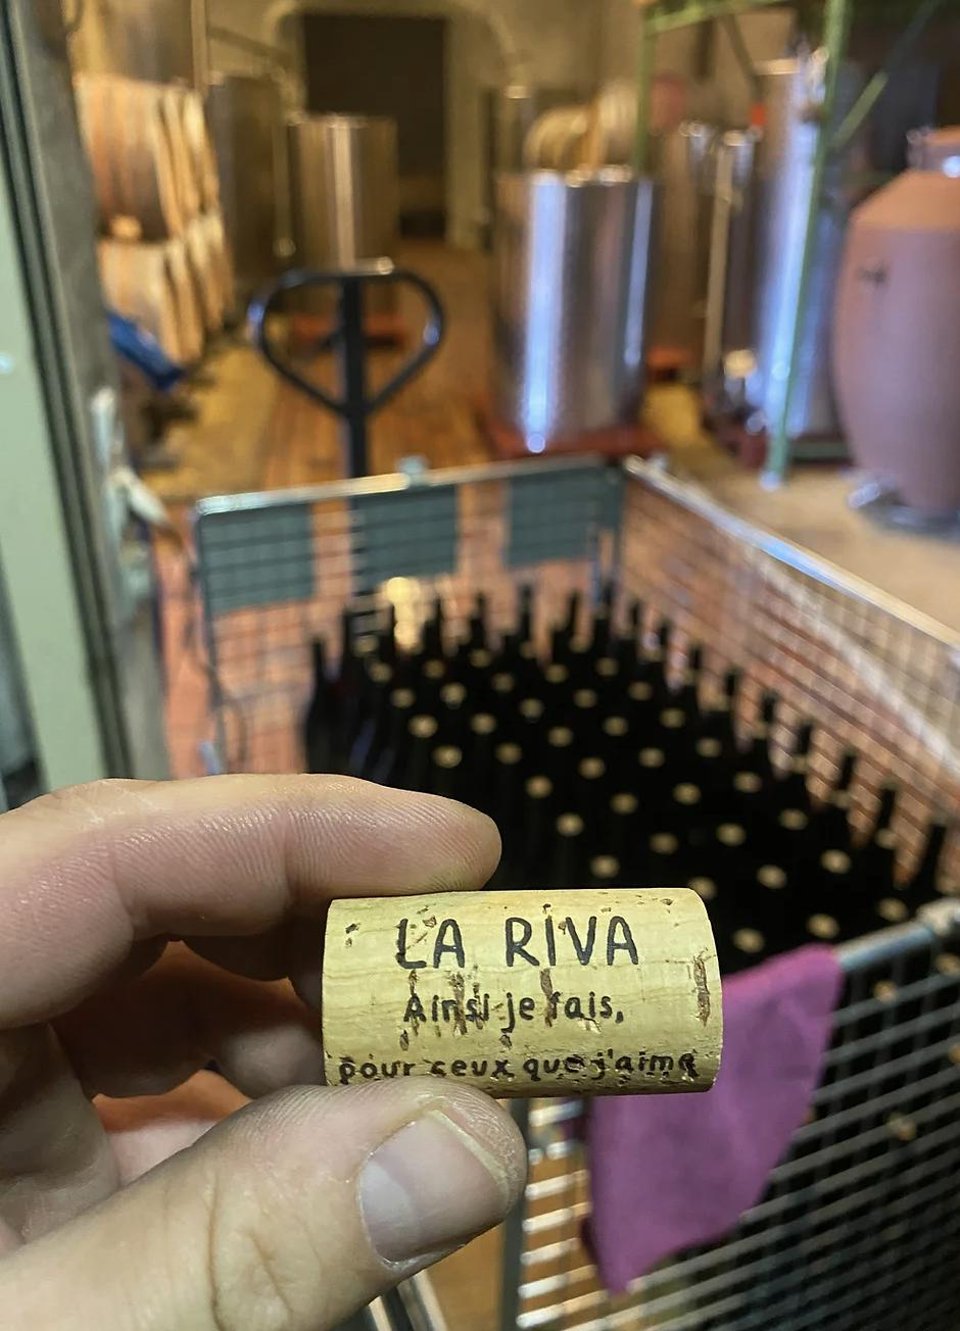 LA RIVA
Ainsi je fais,
pour ceux que j'aime